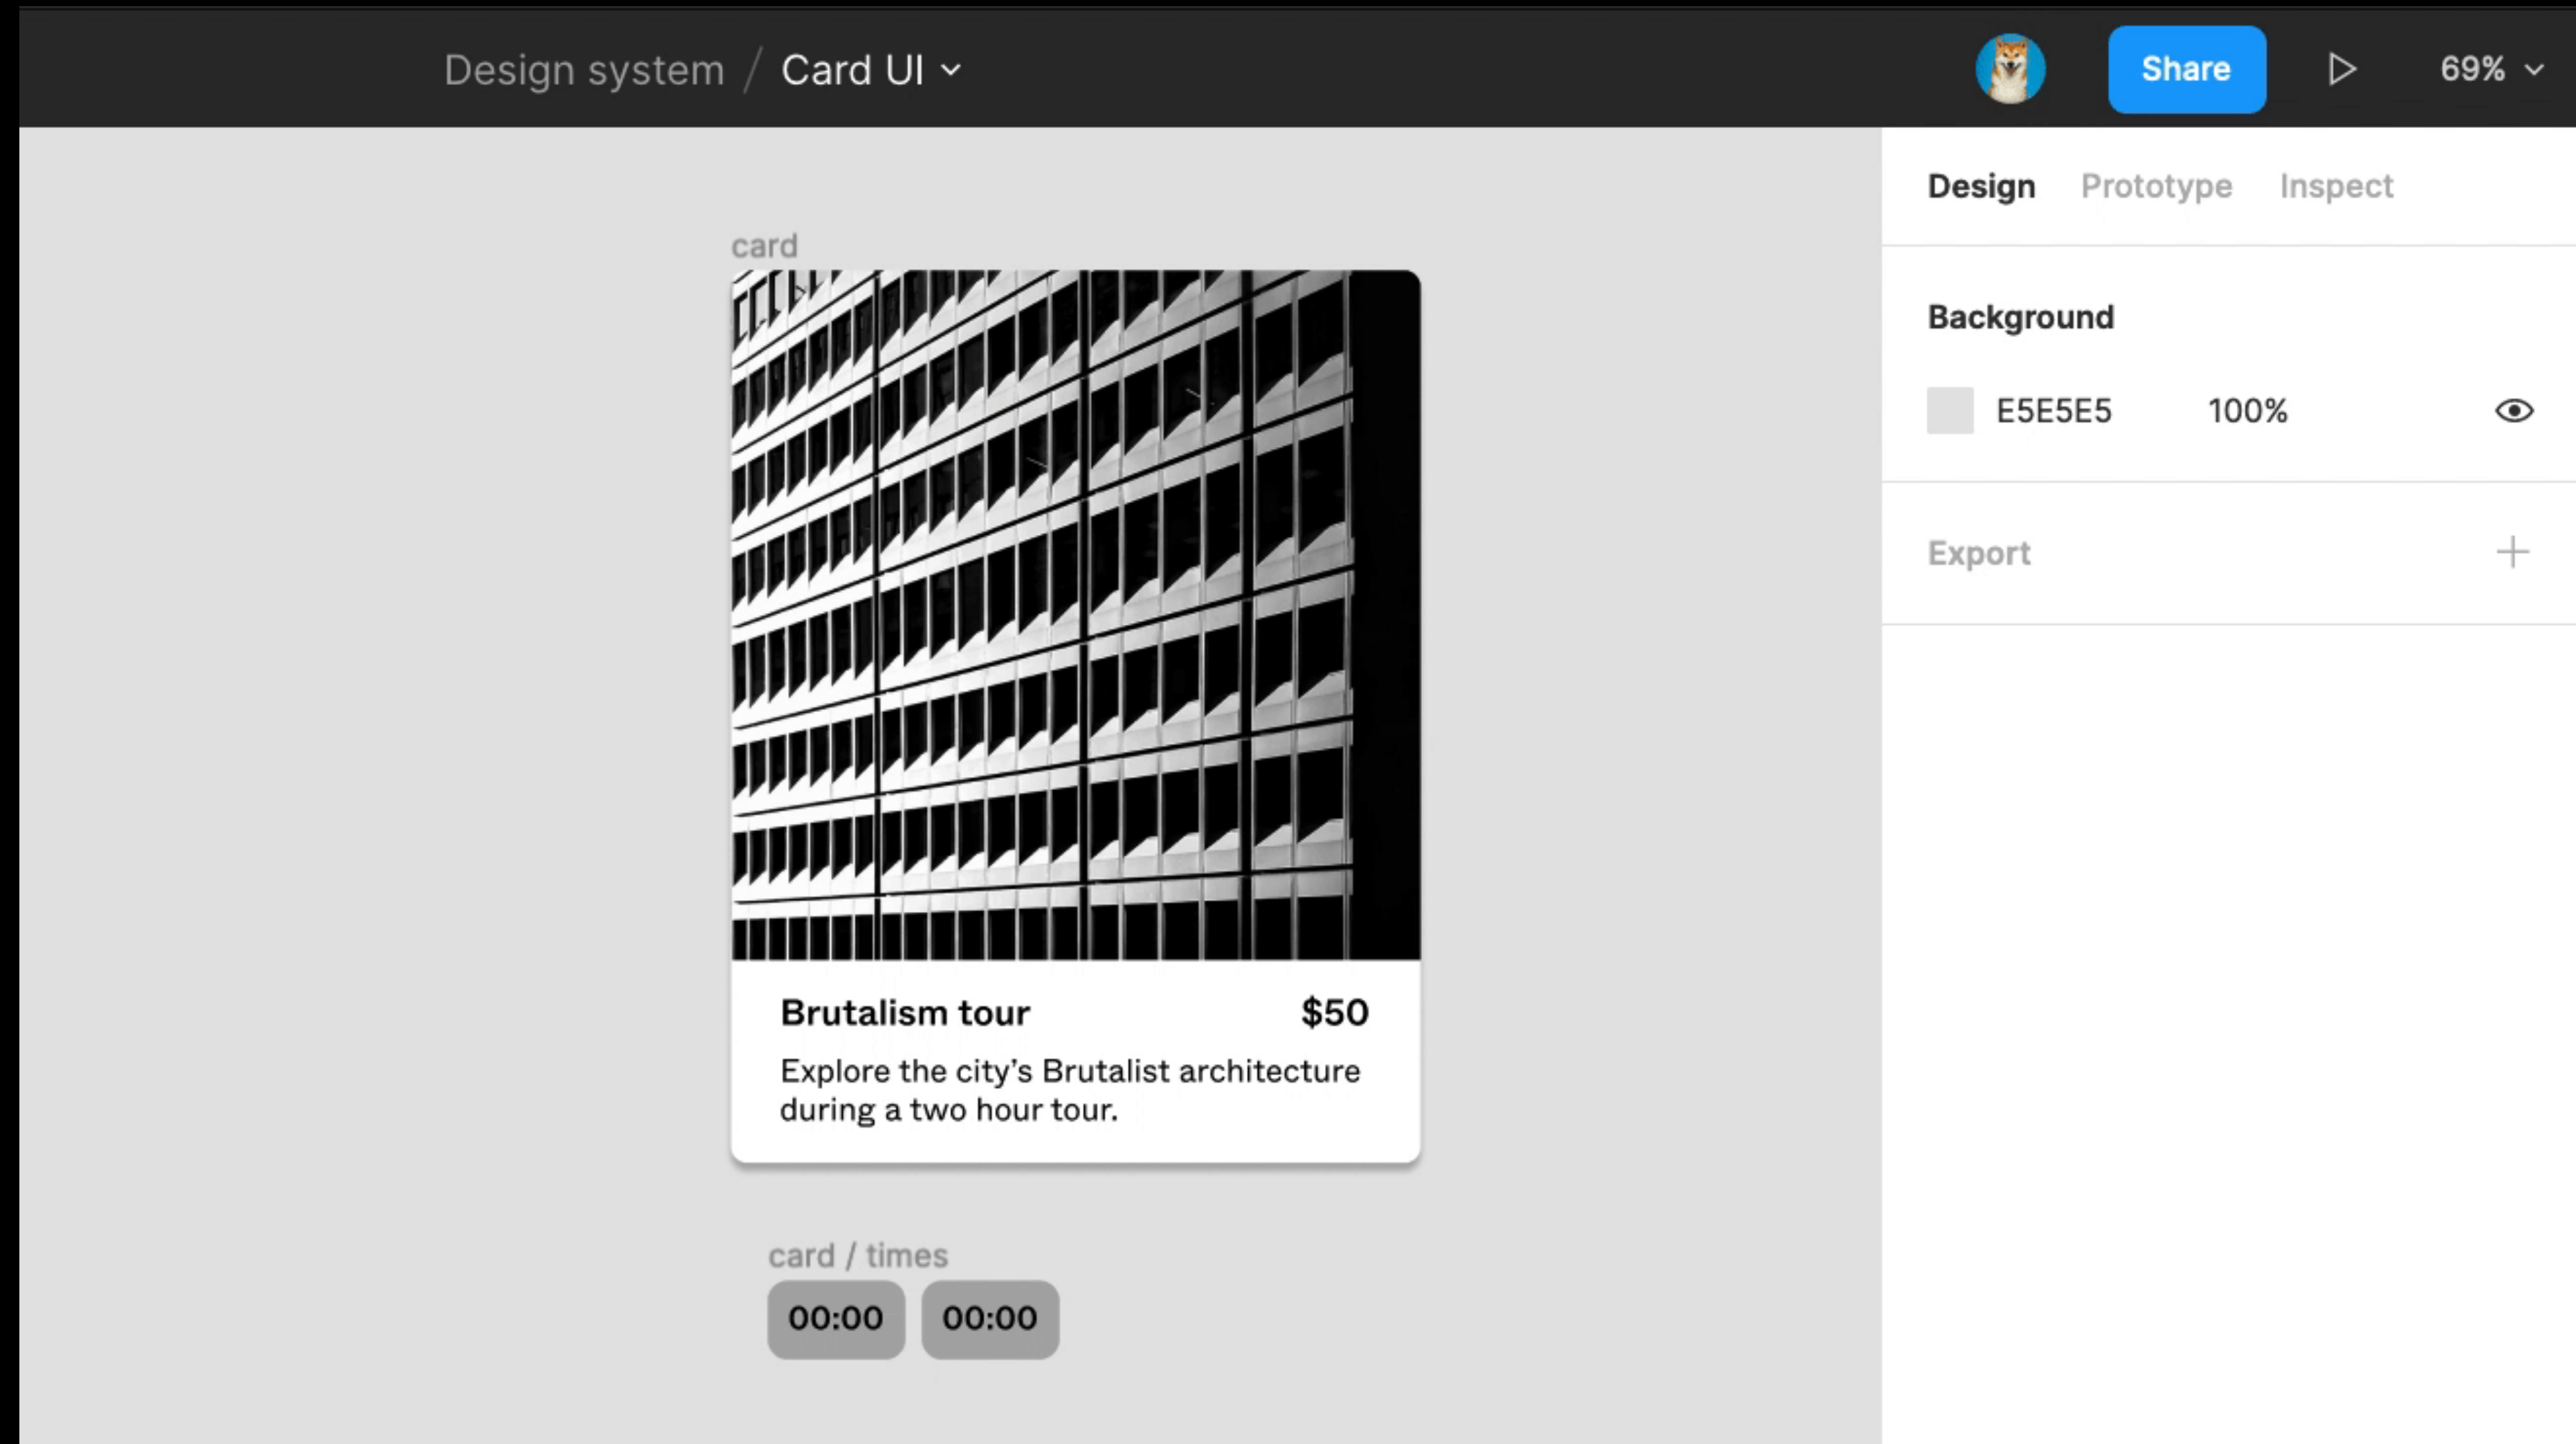 Design system / Card UI
Share
69%
Design Prototype Inspect
Background
E5E5E5 100%
Export
card
Brutalism tour $50
Explore the city’s Brutalist architecture
during a two hour tour.
card / times
00:00 00:00